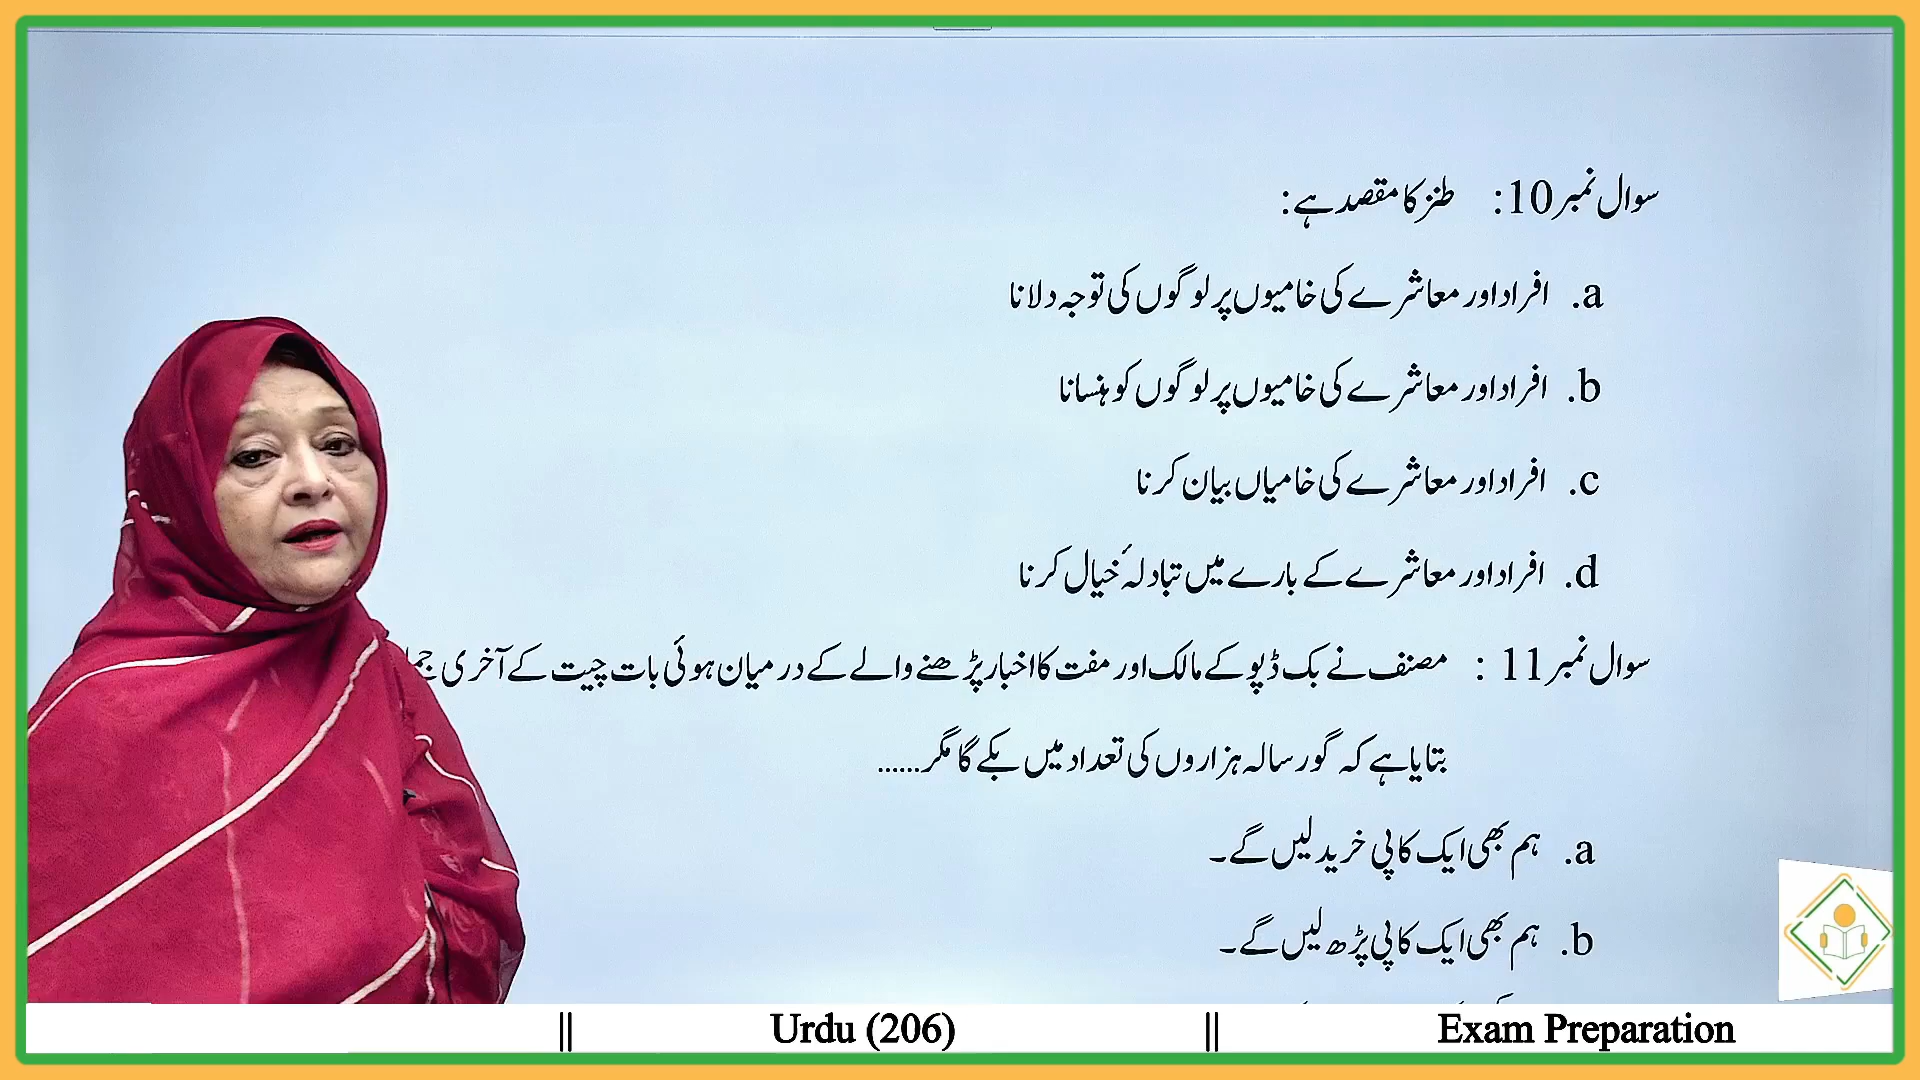 سوال نمبر 10: طنز کا مقصد ہے:
a. افراد اور معاشرے کی خامیوں پر لوگوں کی توجہ دلانا
b. افراد اور معاشرے کی خامیوں پر لوگوں کو ہنسانا
c. افراد اور معاشرے کی خامیاں بیان کرنا
d. افراد اور معاشرے کے بارے میں تبادلہٴ خیال کرنا
سوال نمبر 11 : مصنف نے بک ڈپو کے مالک اور مفت کا اخبار پڑھنے والے کے درمیان ہوئی بات چیت کے آخری
بتایا ہے کہ گو رسالہ ہزاروں کی تعداد میں بکے گا مگر......
a. ہم بھی ایک کاپی خرید لیں گے۔
b. ہم بھی ایک کاپی پڑھ لیں گے۔
|| Urdu (206) || Exam Preparation